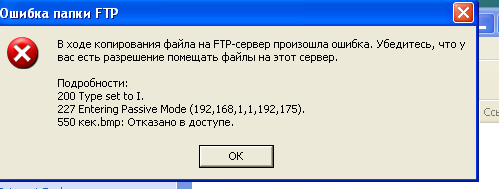 Ошибка папки FTP
В ходе копирования файла на FTP-сервер произошла ошибка. Убедитесь, что у
вас есть разрешение помещать файлы на этот сервер.
Подробности:
200 Type set to I.
227 Entering Passive Mode (192,168,1,1,192,175).
550 кек.bmp: Отказано в доступе.
ОК
Ссы